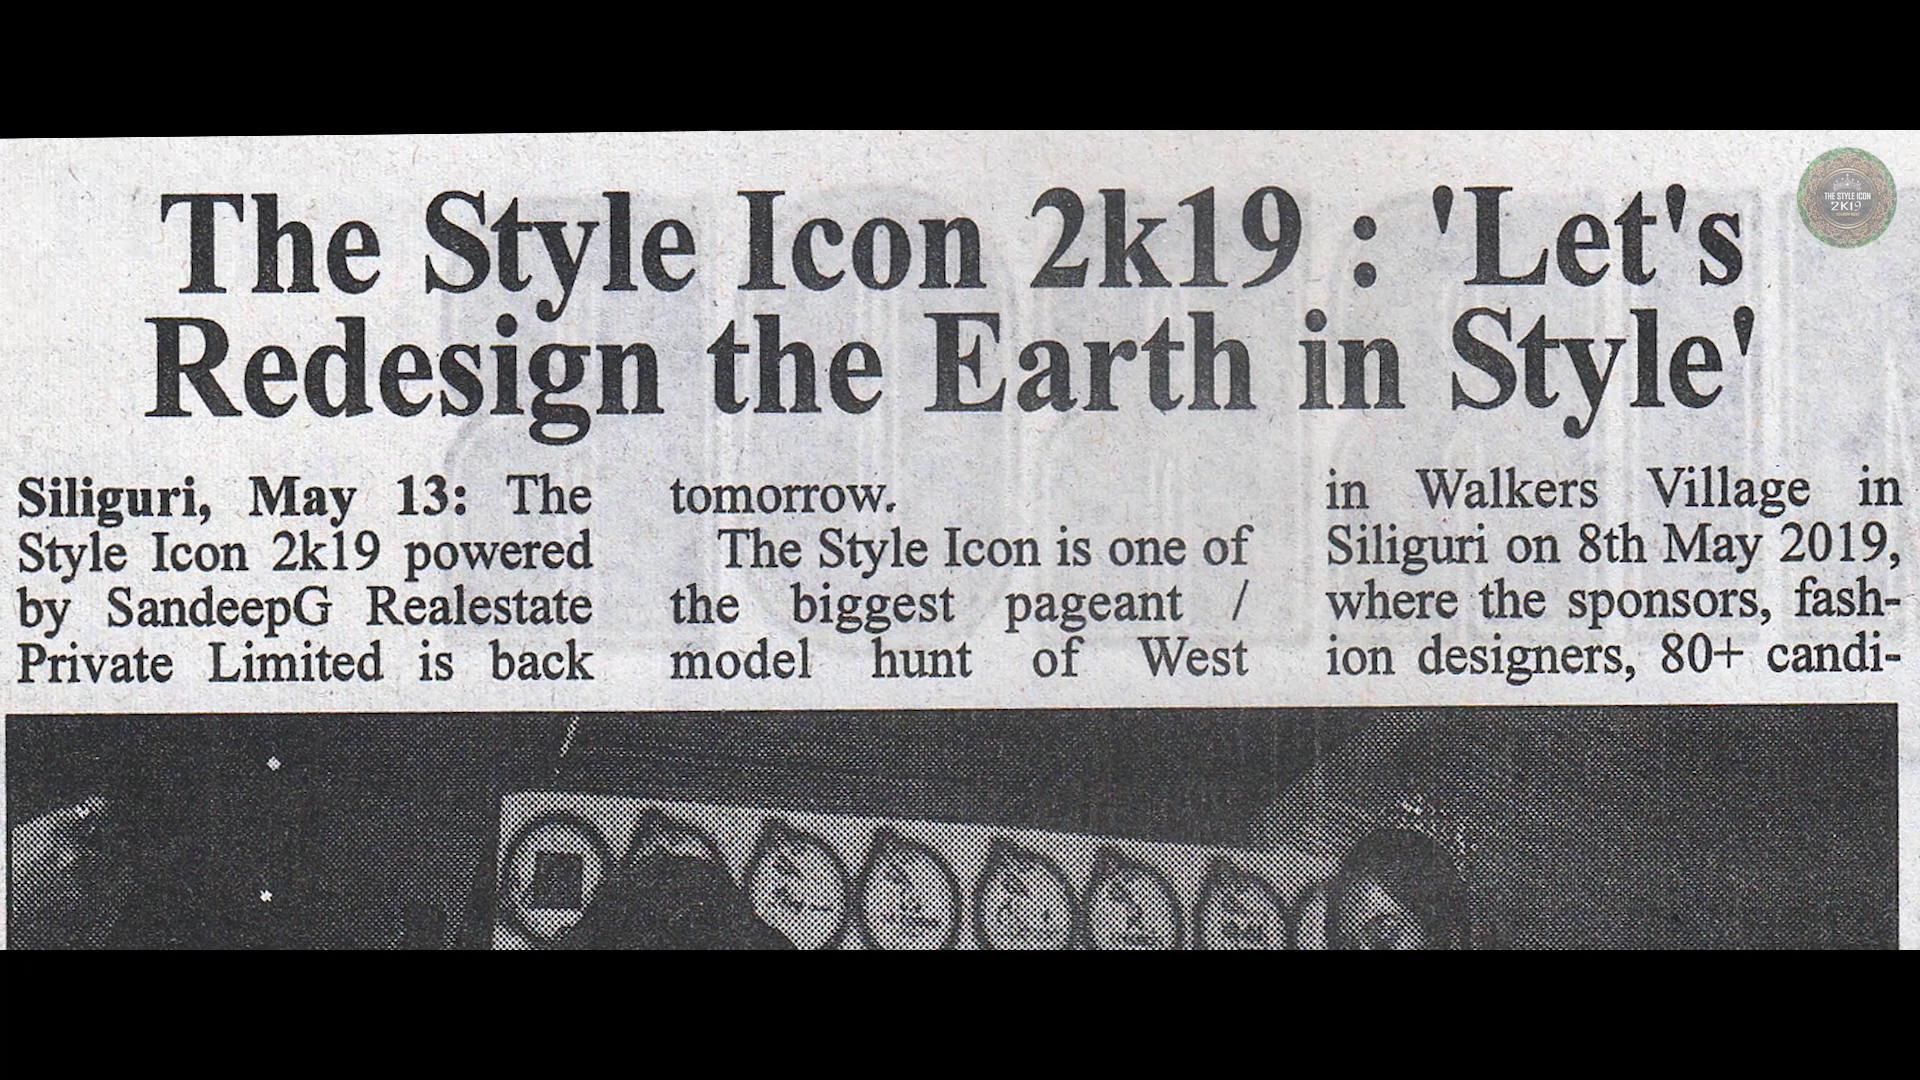 The Style Icon 2k19 : 'Let's
Redesign the Earth in Style'
Siliguri, May 13: The
Style Icon 2k19 powered
by SandeepG Realestate
Private Limited is back
tomorrow.
The Style Icon is one of
the biggest pageant /
model hunt of West
in Walkers Village in
Siliguri on 8th May 2019,
where the sponsors, fash-
ion designers, 80+ candi-
THE STYLE ICON
2K19